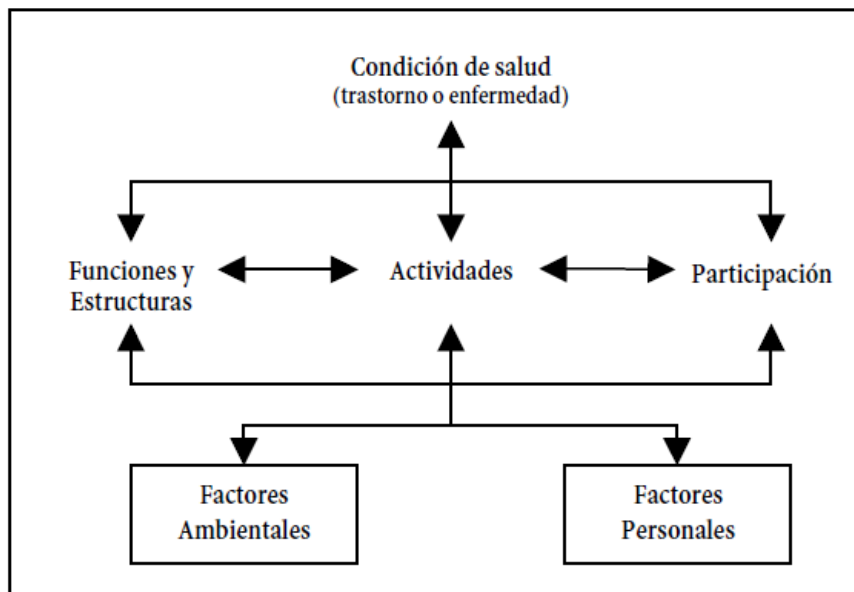 Condición de salud
(trastorno o enfermedad)
Funciones y
Estructuras
Actividades
Participación
Factores
Ambientales
Factores
Personales